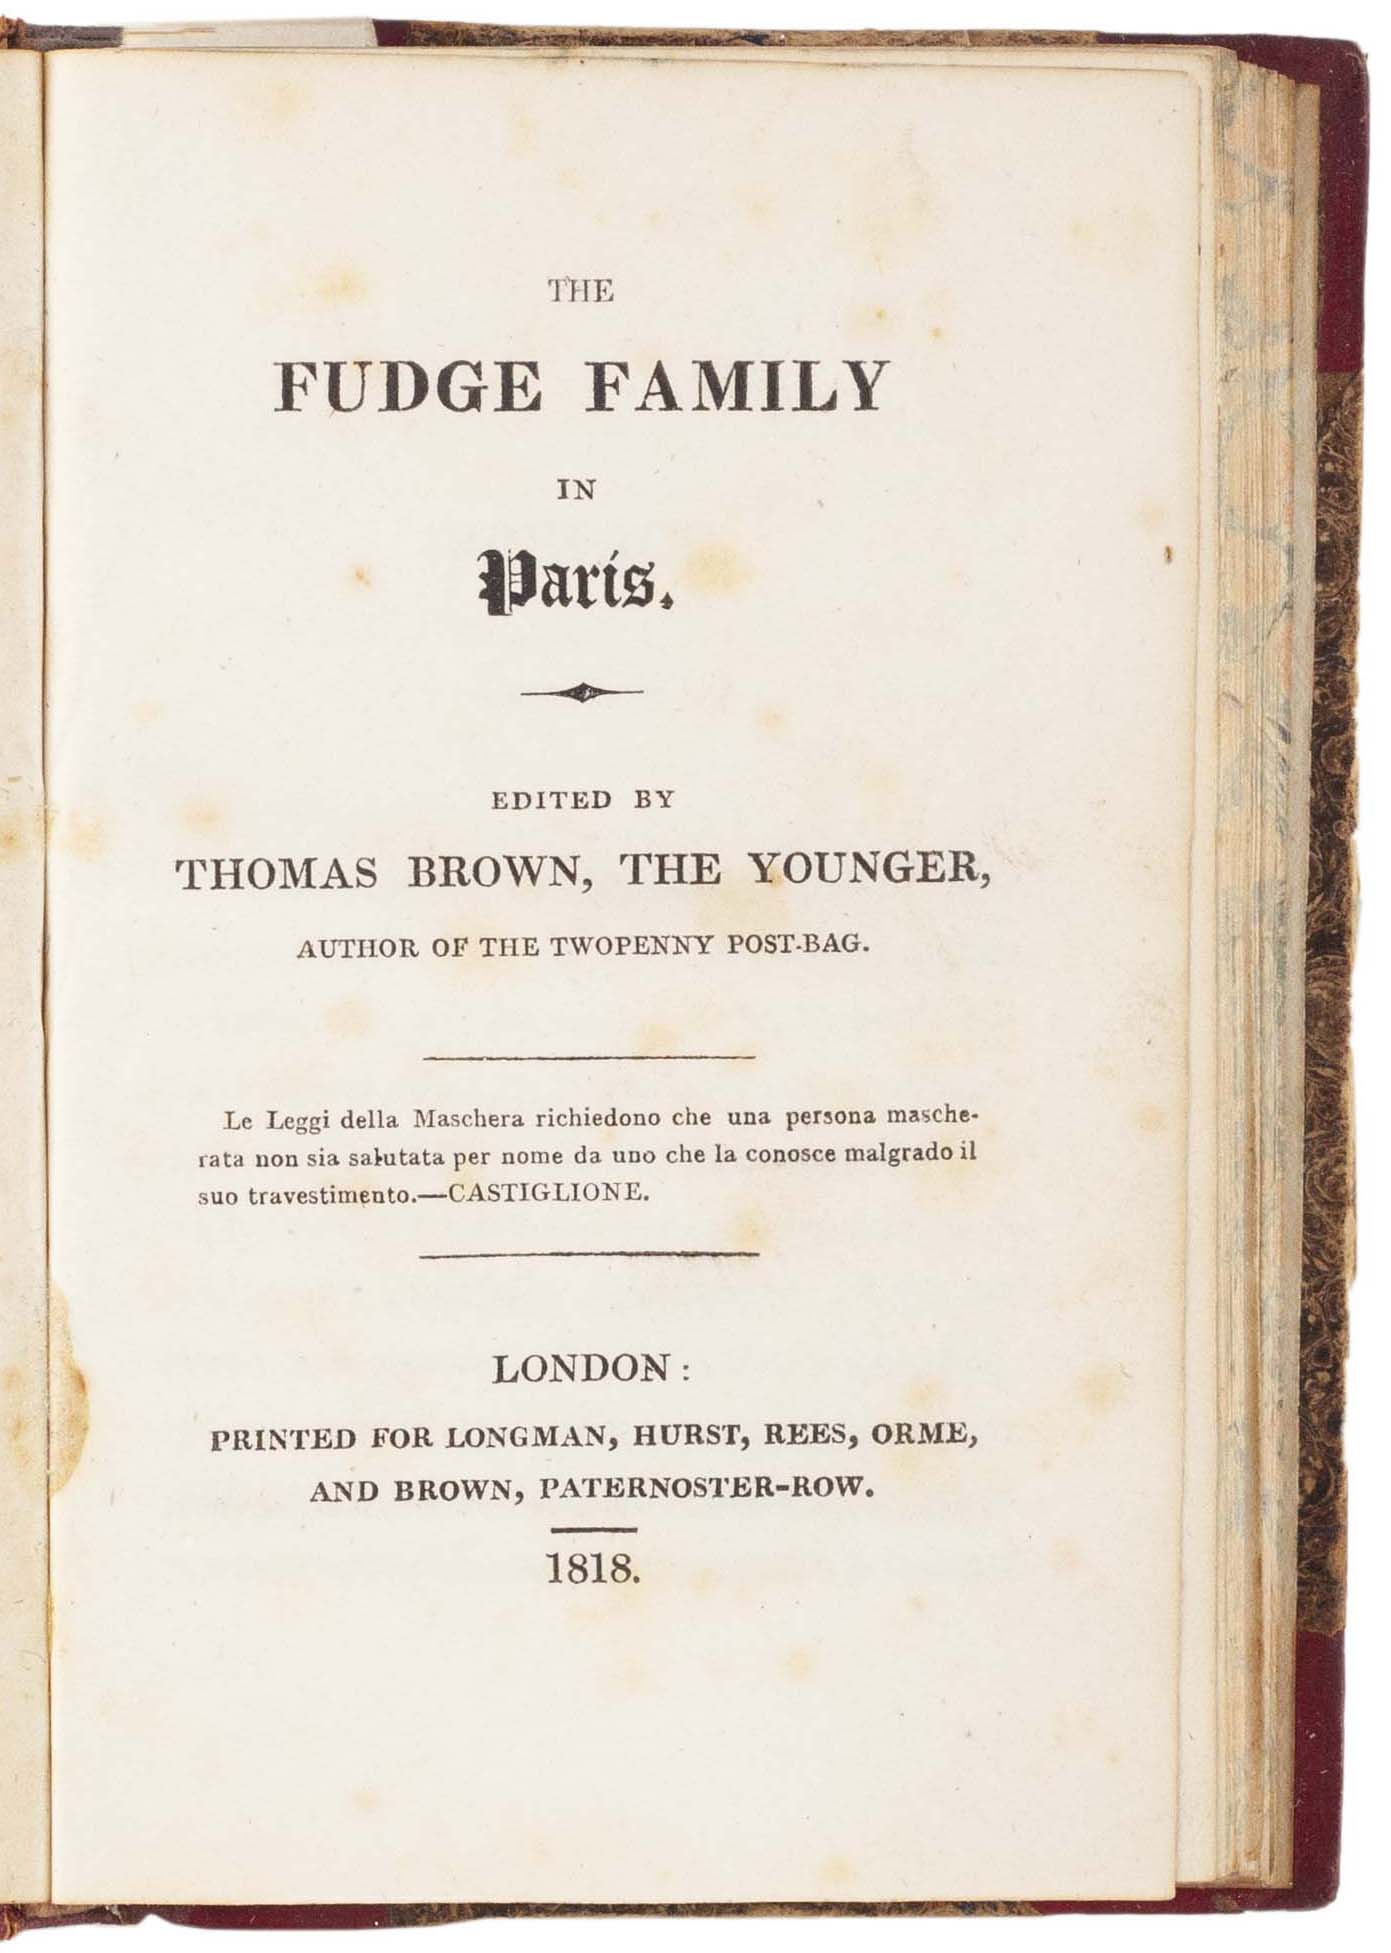 THE
FUDGE FAMILY
IN
Paris.
EDITED BY
THOMAS BROWN, THE YOUNGER,
AUTHOR OF THE TWOPENNY POST-BAG.
Le Leggi della Maschera richiedono che una persona masche-
rata non sia salutata per nome da uno che la conosce malgrado il
suo travestimento.—CASTIGLIONE.
LONDON:
PRINTED FOR LONGMAN, HURST, REES, ORME,
AND BROWN, PATERNOSTER-ROW.
1818.